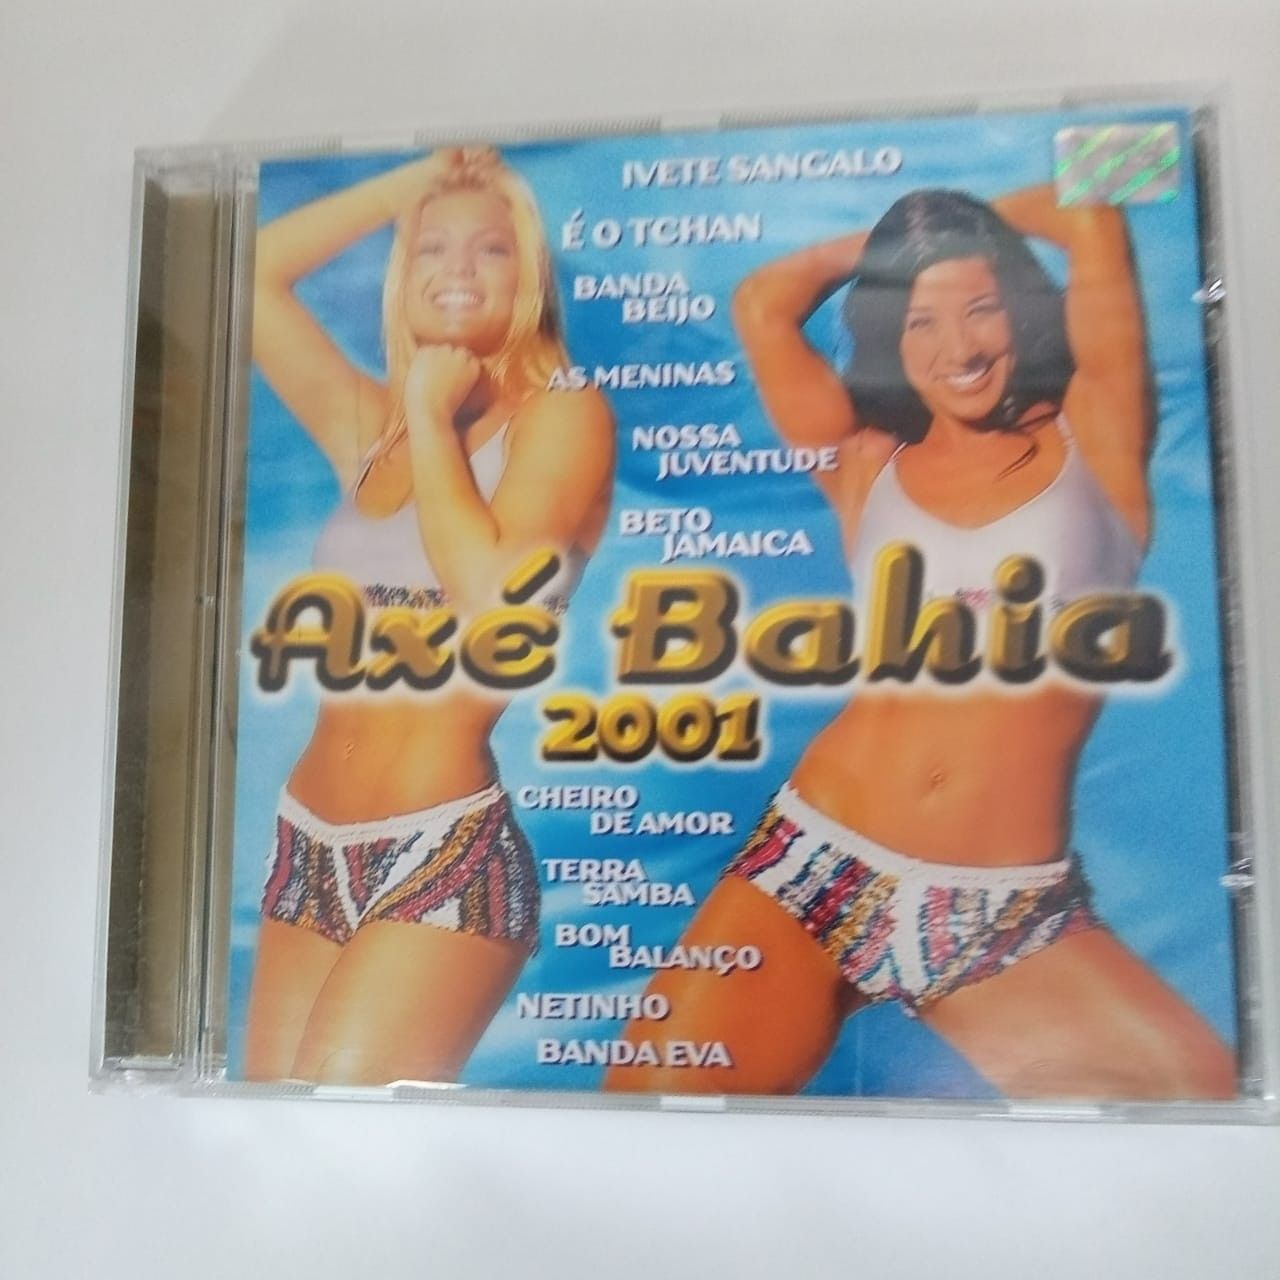 IVETE SANGALO
É O TCHAN
BANDA
BEIJO
AS MENINAS
NOSSA
JUVENTUDE
BETO
JAMAICA
Axé Bahia
2001
CHEIRO
DE AMOR
TERRA
SAMBA
BOM
BALANÇO
NETINHO
BANDA EVA